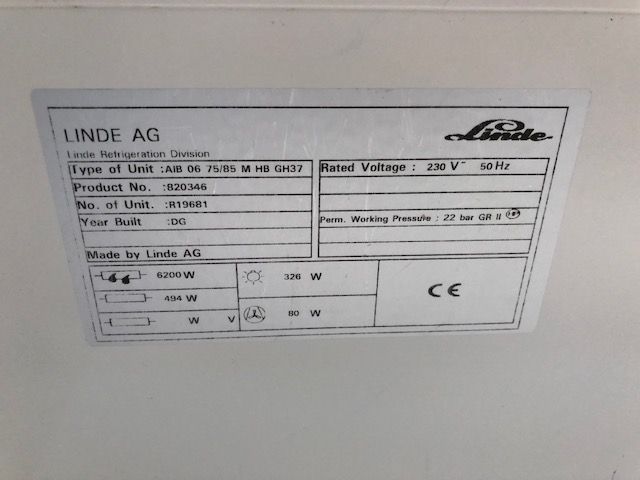 LINDE AG
Linde
Linde Refrigeration Division
Type of Unit : AIB 06 75/85 M HB GH37
Product No. : 820346
No. of Unit. : R19681
Year Built : DG
Made by Linde AG
Rated Voltage : 230 V~ 50 Hz
Perm. Working Pressure : 22 bar GR II
6200 W
494 W
W V
326 W
80 W
CE